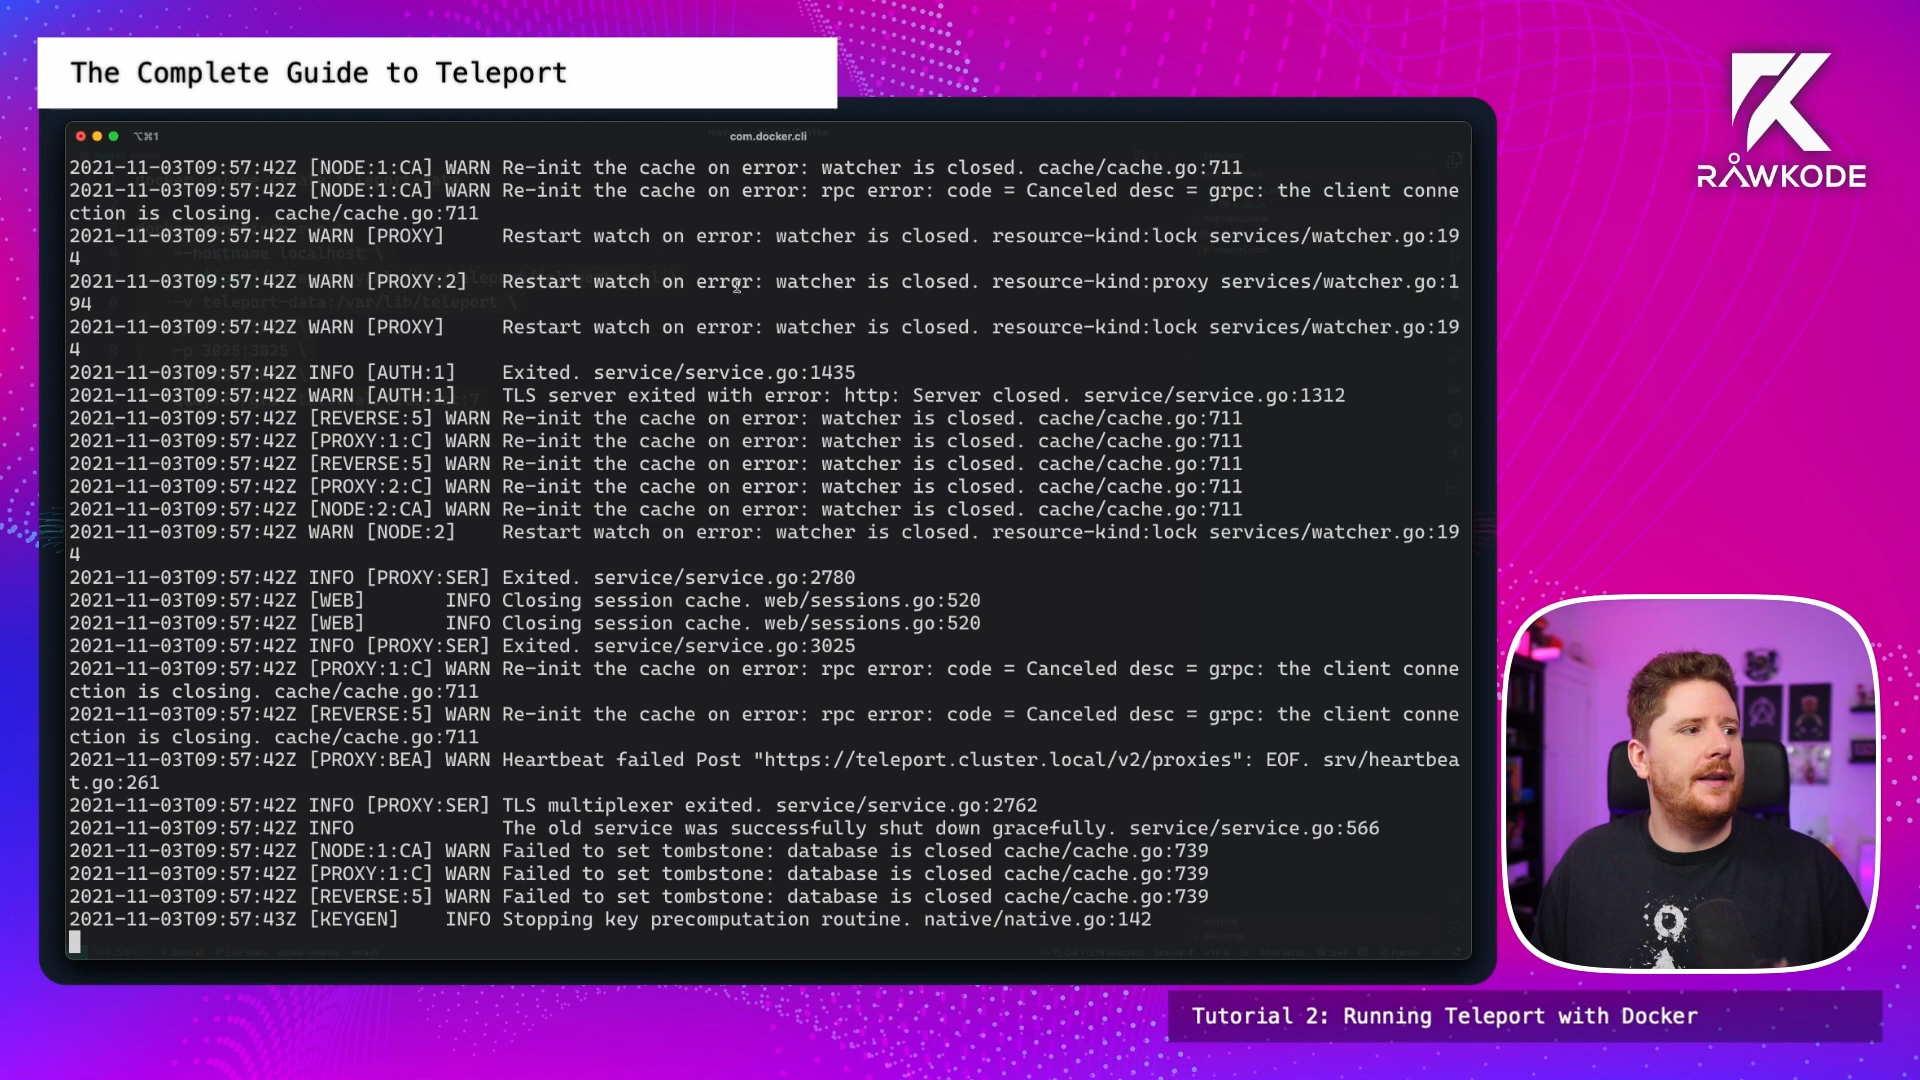 The Complete Guide to Teleport
RAWKODE
⌥⌘1
com.docker.cli
2021-11-03T09:57:42Z [NODE:1:CA] WARN Re-init the cache on error: watcher is closed. cache/cache.go:711
2021-11-03T09:57:42Z [NODE:1:CA] WARN Re-init the cache on error: rpc error: code = Canceled desc = grpc: the client conne
ction is closing. cache/cache.go:711
2021-11-03T09:57:42Z WARN [PROXY]     Restart watch on error: watcher is closed. resource-kind:lock services/watcher.go:19
4
2021-11-03T09:57:42Z WARN [PROXY:2]   Restart watch on error: watcher is closed. resource-kind:proxy services/watcher.go:1
94
2021-11-03T09:57:42Z WARN [PROXY]     Restart watch on error: watcher is closed. resource-kind:lock services/watcher.go:19
4
2021-11-03T09:57:42Z INFO [AUTH:1]    Exited. service/service.go:1435
2021-11-03T09:57:42Z WARN [AUTH:1]    TLS server exited with error: http: Server closed. service/service.go:1312
2021-11-03T09:57:42Z [REVERSE:5] WARN Re-init the cache on error: watcher is closed. cache/cache.go:711
2021-11-03T09:57:42Z [PROXY:1:C] WARN Re-init the cache on error: watcher is closed. cache/cache.go:711
2021-11-03T09:57:42Z [REVERSE:5] WARN Re-init the cache on error: watcher is closed. cache/cache.go:711
2021-11-03T09:57:42Z [PROXY:2:C] WARN Re-init the cache on error: watcher is closed. cache/cache.go:711
2021-11-03T09:57:42Z [NODE:2:CA] WARN Re-init the cache on error: watcher is closed. cache/cache.go:711
2021-11-03T09:57:42Z WARN [NODE:2]    Restart watch on error: watcher is closed. resource-kind:lock services/watcher.go:19
4
2021-11-03T09:57:42Z INFO [PROXY:SER] Exited. service/service.go:2780
2021-11-03T09:57:42Z [WEB]       INFO Closing session cache. web/sessions.go:520
2021-11-03T09:57:42Z [WEB]       INFO Closing session cache. web/sessions.go:520
2021-11-03T09:57:42Z INFO [PROXY:SER] Exited. service/service.go:3025
2021-11-03T09:57:42Z [PROXY:1:C] WARN Re-init the cache on error: rpc error: code = Canceled desc = grpc: the client conne
ction is closing. cache/cache.go:711
2021-11-03T09:57:42Z [REVERSE:5] WARN Re-init the cache on error: rpc error: code = Canceled desc = grpc: the client conne
ction is closing. cache/cache.go:711
2021-11-03T09:57:42Z [PROXY:BEA] WARN Heartbeat failed Post "https://teleport.cluster.local/v2/proxies": EOF. srv/heartbea
t.go:261
2021-11-03T09:57:42Z INFO [PROXY:SER] TLS multiplexer exited. service/service.go:2762
2021-11-03T09:57:42Z INFO             The old service was successfully shut down gracefully. service/service.go:566
2021-11-03T09:57:42Z [NODE:1:CA] WARN Failed to set tombstone: database is closed cache/cache.go:739
2021-11-03T09:57:42Z [PROXY:1:C] WARN Failed to set tombstone: database is closed cache/cache.go:739
2021-11-03T09:57:42Z [REVERSE:5] WARN Failed to set tombstone: database is closed cache/cache.go:739
2021-11-03T09:57:43Z [KEYGEN]    INFO Stopping key precomputation routine. native/native.go:142
--hostname localhost \
-v teleport-data:/var/lib/teleport \
-p 3025:3025 \
Tutorial 2: Running Teleport with Docker